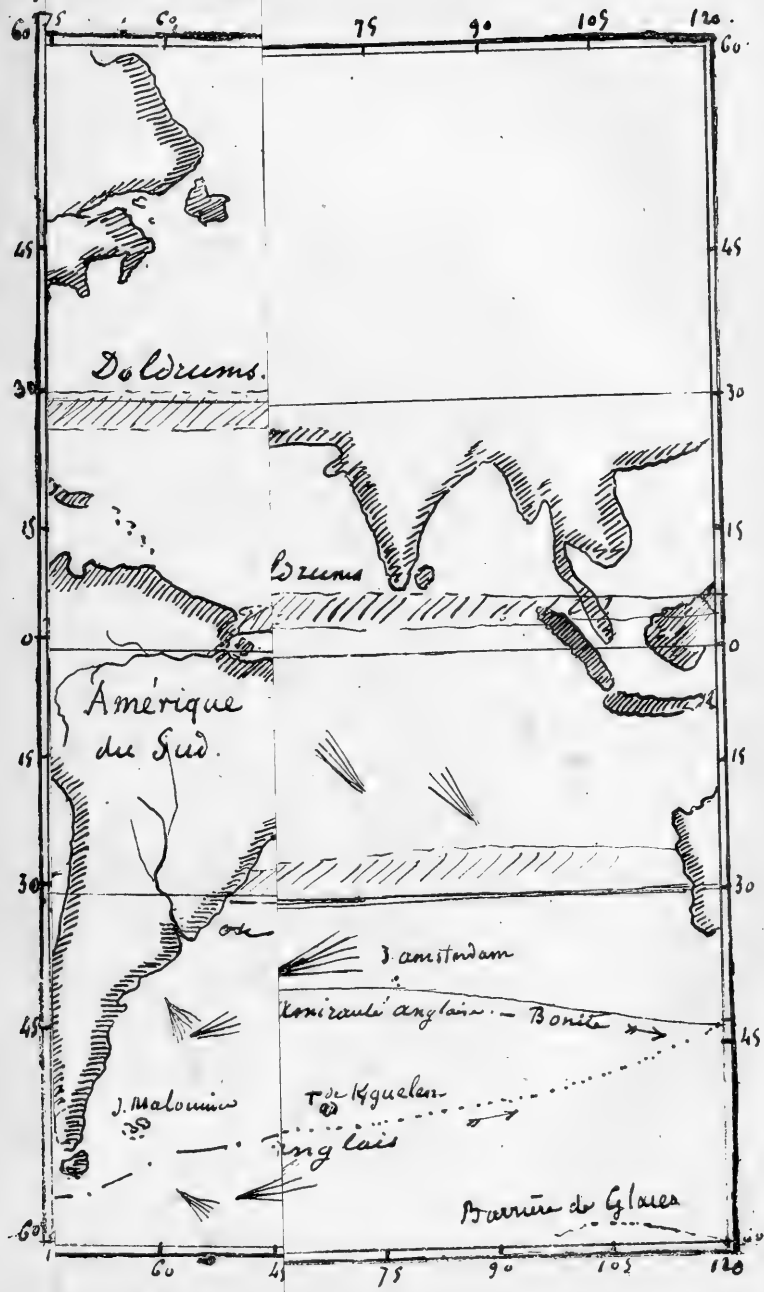 75 60 75 90 105 120.
60 60
45 45
Doldrums.
30 30
15 15
ldrums
0 0
Amérique
du Sud.
15 15
30 30
J. amsterdam
amirauté anglaise. — Bonite
45 45
J. Malouines
Tde Kguelen
anglais
Barrière de Glaces
60 60
60 45 75 90 105 120